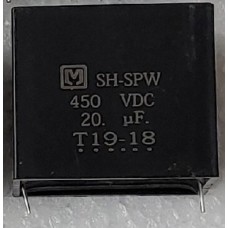 M SH-SPW
450 VDC
20. µF.
T19-18